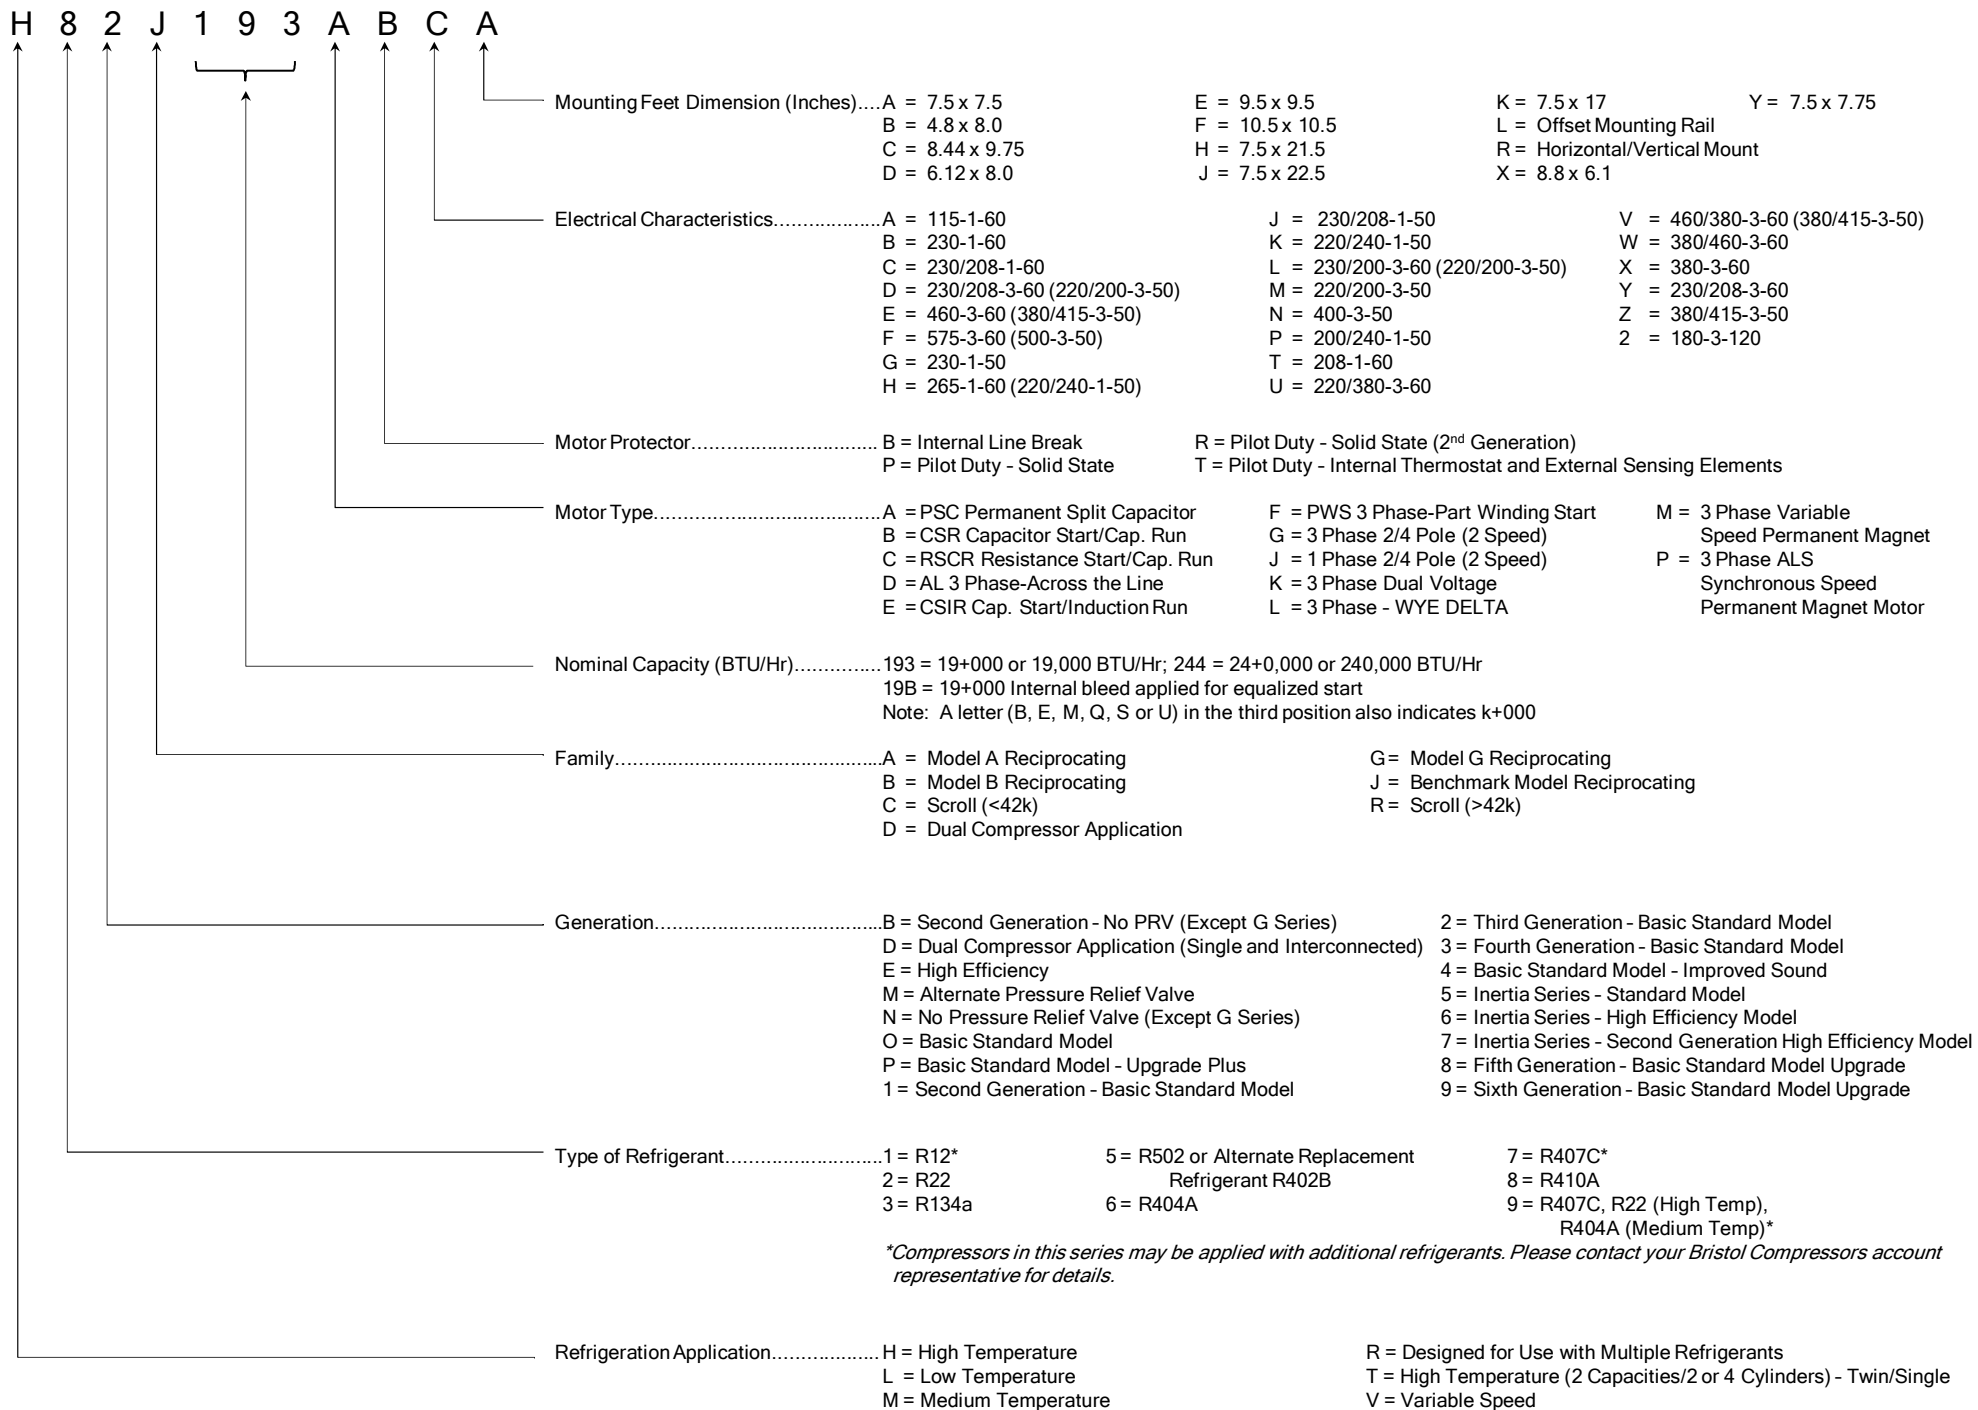 H 8 2 J 1 9 3 A B C A
Mounting Feet Dimension (Inches)....A = 7.5 x 7.5 E = 9.5 x 9.5 K = 7.5 x 17 Y = 7.5 x 7.75
B = 4.8 x 8.0 F = 10.5 x 10.5 L = Offset Mounting Rail
C = 8.44 x 9.75 H = 7.5 x 21.5 R = Horizontal/Vertical Mount
D = 6.12 x 8.0 J = 7.5 x 22.5 X = 8.8 x 6.1
Electrical Characteristics...................A = 115-1-60 J = 230/208-1-50 V = 460/380-3-60 (380/415-3-50)
B = 230-1-60 K = 220/240-1-50 W = 380/460-3-60
C = 230/208-1-60 L = 230/200-3-60 (220/200-3-50) X = 380-3-60
D = 230/208-3-60 (220/200-3-50) M = 220/200-3-50 Y = 230/208-3-60
E = 460-3-60 (380/415-3-50) N = 400-3-50 Z = 380/415-3-50
F = 575-3-60 (500-3-50) P = 200/240-1-50 2 = 180-3-120
G = 230-1-50 T = 208-1-60
H = 265-1-60 (220/240-1-50) U = 220/380-3-60
Motor Protector................................. B = Internal Line Break R = Pilot Duty - Solid State (2nd Generation)
P = Pilot Duty - Solid State T = Pilot Duty - Internal Thermostat and External Sensing Elements
Motor Type........................................A = PSC Permanent Split Capacitor F = PWS 3 Phase-Part Winding Start M = 3 Phase Variable
B = CSR Capacitor Start/Cap. Run G = 3 Phase 2/4 Pole (2 Speed) Speed Permanent Magnet
C = RSCR Resistance Start/Cap. Run J = 1 Phase 2/4 Pole (2 Speed) P = 3 Phase ALS
D = AL 3 Phase-Across the Line K = 3 Phase Dual Voltage Synchronous Speed
E = CSIR Cap. Start/Induction Run L = 3 Phase - WYE DELTA Permanent Magnet Motor
Nominal Capacity (BTU/Hr)...............193 = 19+000 or 19,000 BTU/Hr; 244 = 24+0,000 or 240,000 BTU/Hr
19B = 19+000 Internal bleed applied for equalized start
Note: A letter (B, E, M, Q, S or U) in the third position also indicates k+000
Family...............................................A = Model A Reciprocating G = Model G Reciprocating
B = Model B Reciprocating J = Benchmark Model Reciprocating
C = Scroll (<42k) R = Scroll (>42k)
D = Dual Compressor Application
Generation........................................B = Second Generation - No PRV (Except G Series) 2 = Third Generation - Basic Standard Model
D = Dual Compressor Application (Single and Interconnected) 3 = Fourth Generation - Basic Standard Model
E = High Efficiency 4 = Basic Standard Model - Improved Sound
M = Alternate Pressure Relief Valve 5 = Inertia Series - Standard Model
N = No Pressure Relief Valve (Except G Series) 6 = Inertia Series - High Efficiency Model
O = Basic Standard Model 7 = Inertia Series - Second Generation High Efficiency Model
P = Basic Standard Model - Upgrade Plus 8 = Fifth Generation - Basic Standard Model Upgrade
1 = Second Generation - Basic Standard Model 9 = Sixth Generation - Basic Standard Model Upgrade
Type of Refrigerant............................1 = R12* 5 = R502 or Alternate Replacement 7 = R407C*
2 = R22 Refrigerant R402B 8 = R410A
3 = R134a 6 = R404A 9 = R407C, R22 (High Temp),
R404A (Medium Temp)*
*Compressors in this series may be applied with additional refrigerants. Please contact your Bristol Compressors account
representative for details.
Refrigeration Application................... H = High Temperature R = Designed for Use with Multiple Refrigerants
L = Low Temperature T = High Temperature (2 Capacities/2 or 4 Cylinders) - Twin/Single
M = Medium Temperature V = Variable Speed